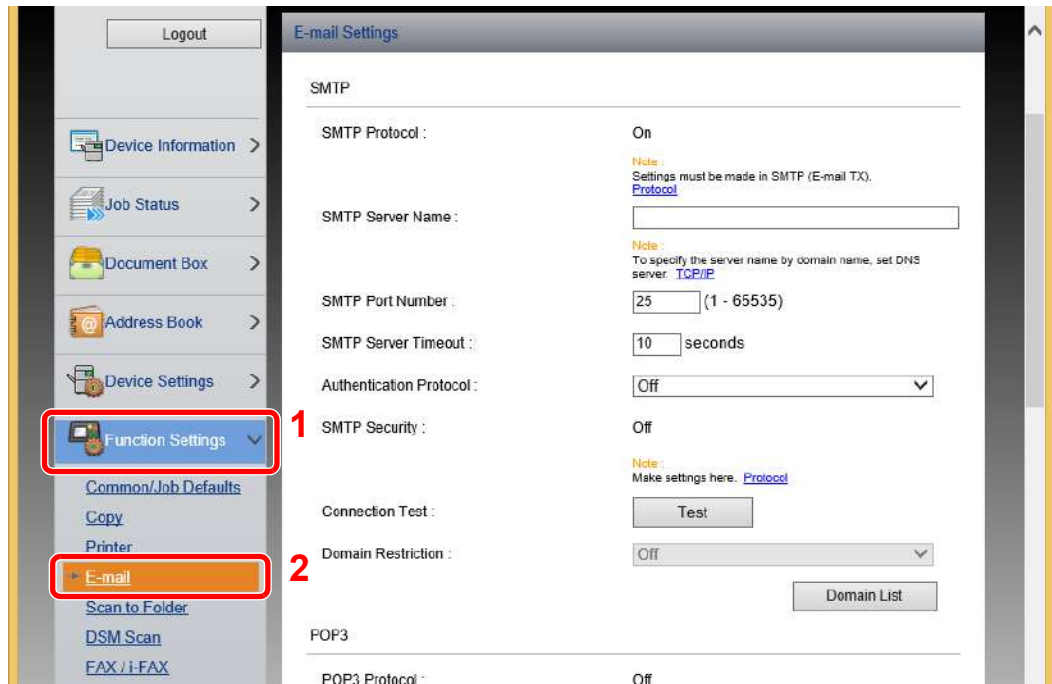 Logout
Device Information
Job Status
Document Box
Address Book
Device Settings
Function Settings
1
Common/Job Defaults
Copy
Printer
E-mail
2
Scan to Folder
DSM Scan
FAX / i-FAX
E-mail Settings
SMTP
SMTP Protocol : On
Note :
Settings must be made in SMTP (E-mail TX).
Protocol
SMTP Server Name :
Note :
To specify the server name by domain name, set DNS
server. TCP/IP
SMTP Port Number : 25 (1 - 65535)
SMTP Server Timeout : 10 seconds
Authentication Protocol : Off
SMTP Security : Off
Note :
Make settings here. Protocol
Connection Test : Test
Domain Restriction : Off
Domain List
POP3
POP3 Protocol : Off